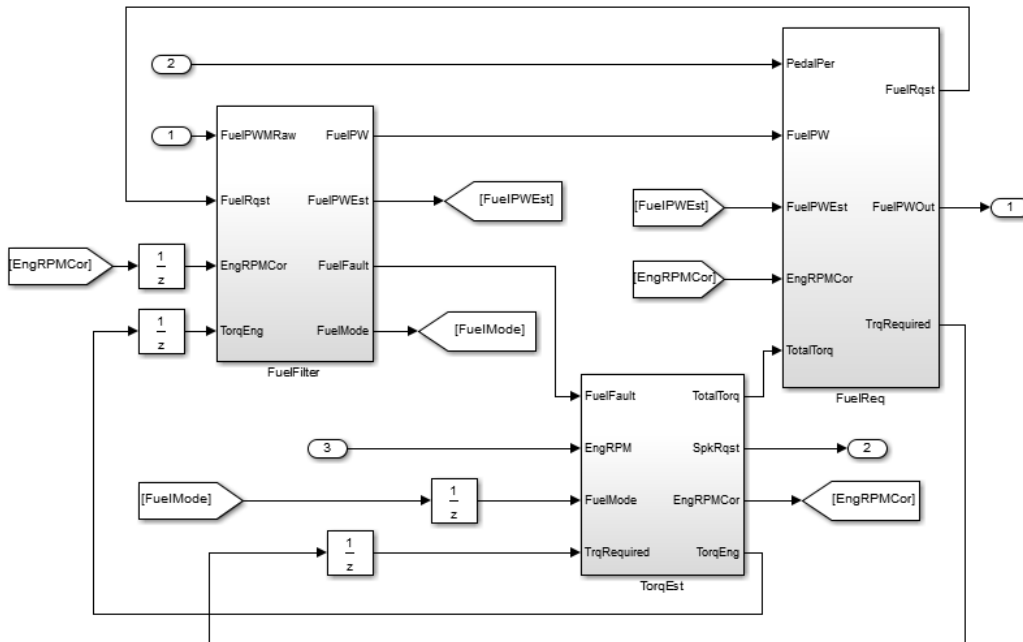 2
PedalPer
FuelRqst
1
FuelPWMRaw
FuelPW
FuelPW
FuelRqst
FuelPWEst
[FuelPWEst]
[FuelPWEst]
FuelPWEst
FuelPWOut
1
[EngRPMCor]
1
z
EngRPMCor
FuelFault
[EngRPMCor]
EngRPMCor
1
z
TorqEng
FuelMode
[FuelMode]
TrqRequired
TotalTorq
FuelFilter
FuelReq
FuelFault
TotalTorq
3
EngRPM
SpkRqst
2
[FuelMode]
1
z
FuelMode
EngRPMCor
[EngRPMCor]
1
z
TrqRequired
TorqEng
TorqEst